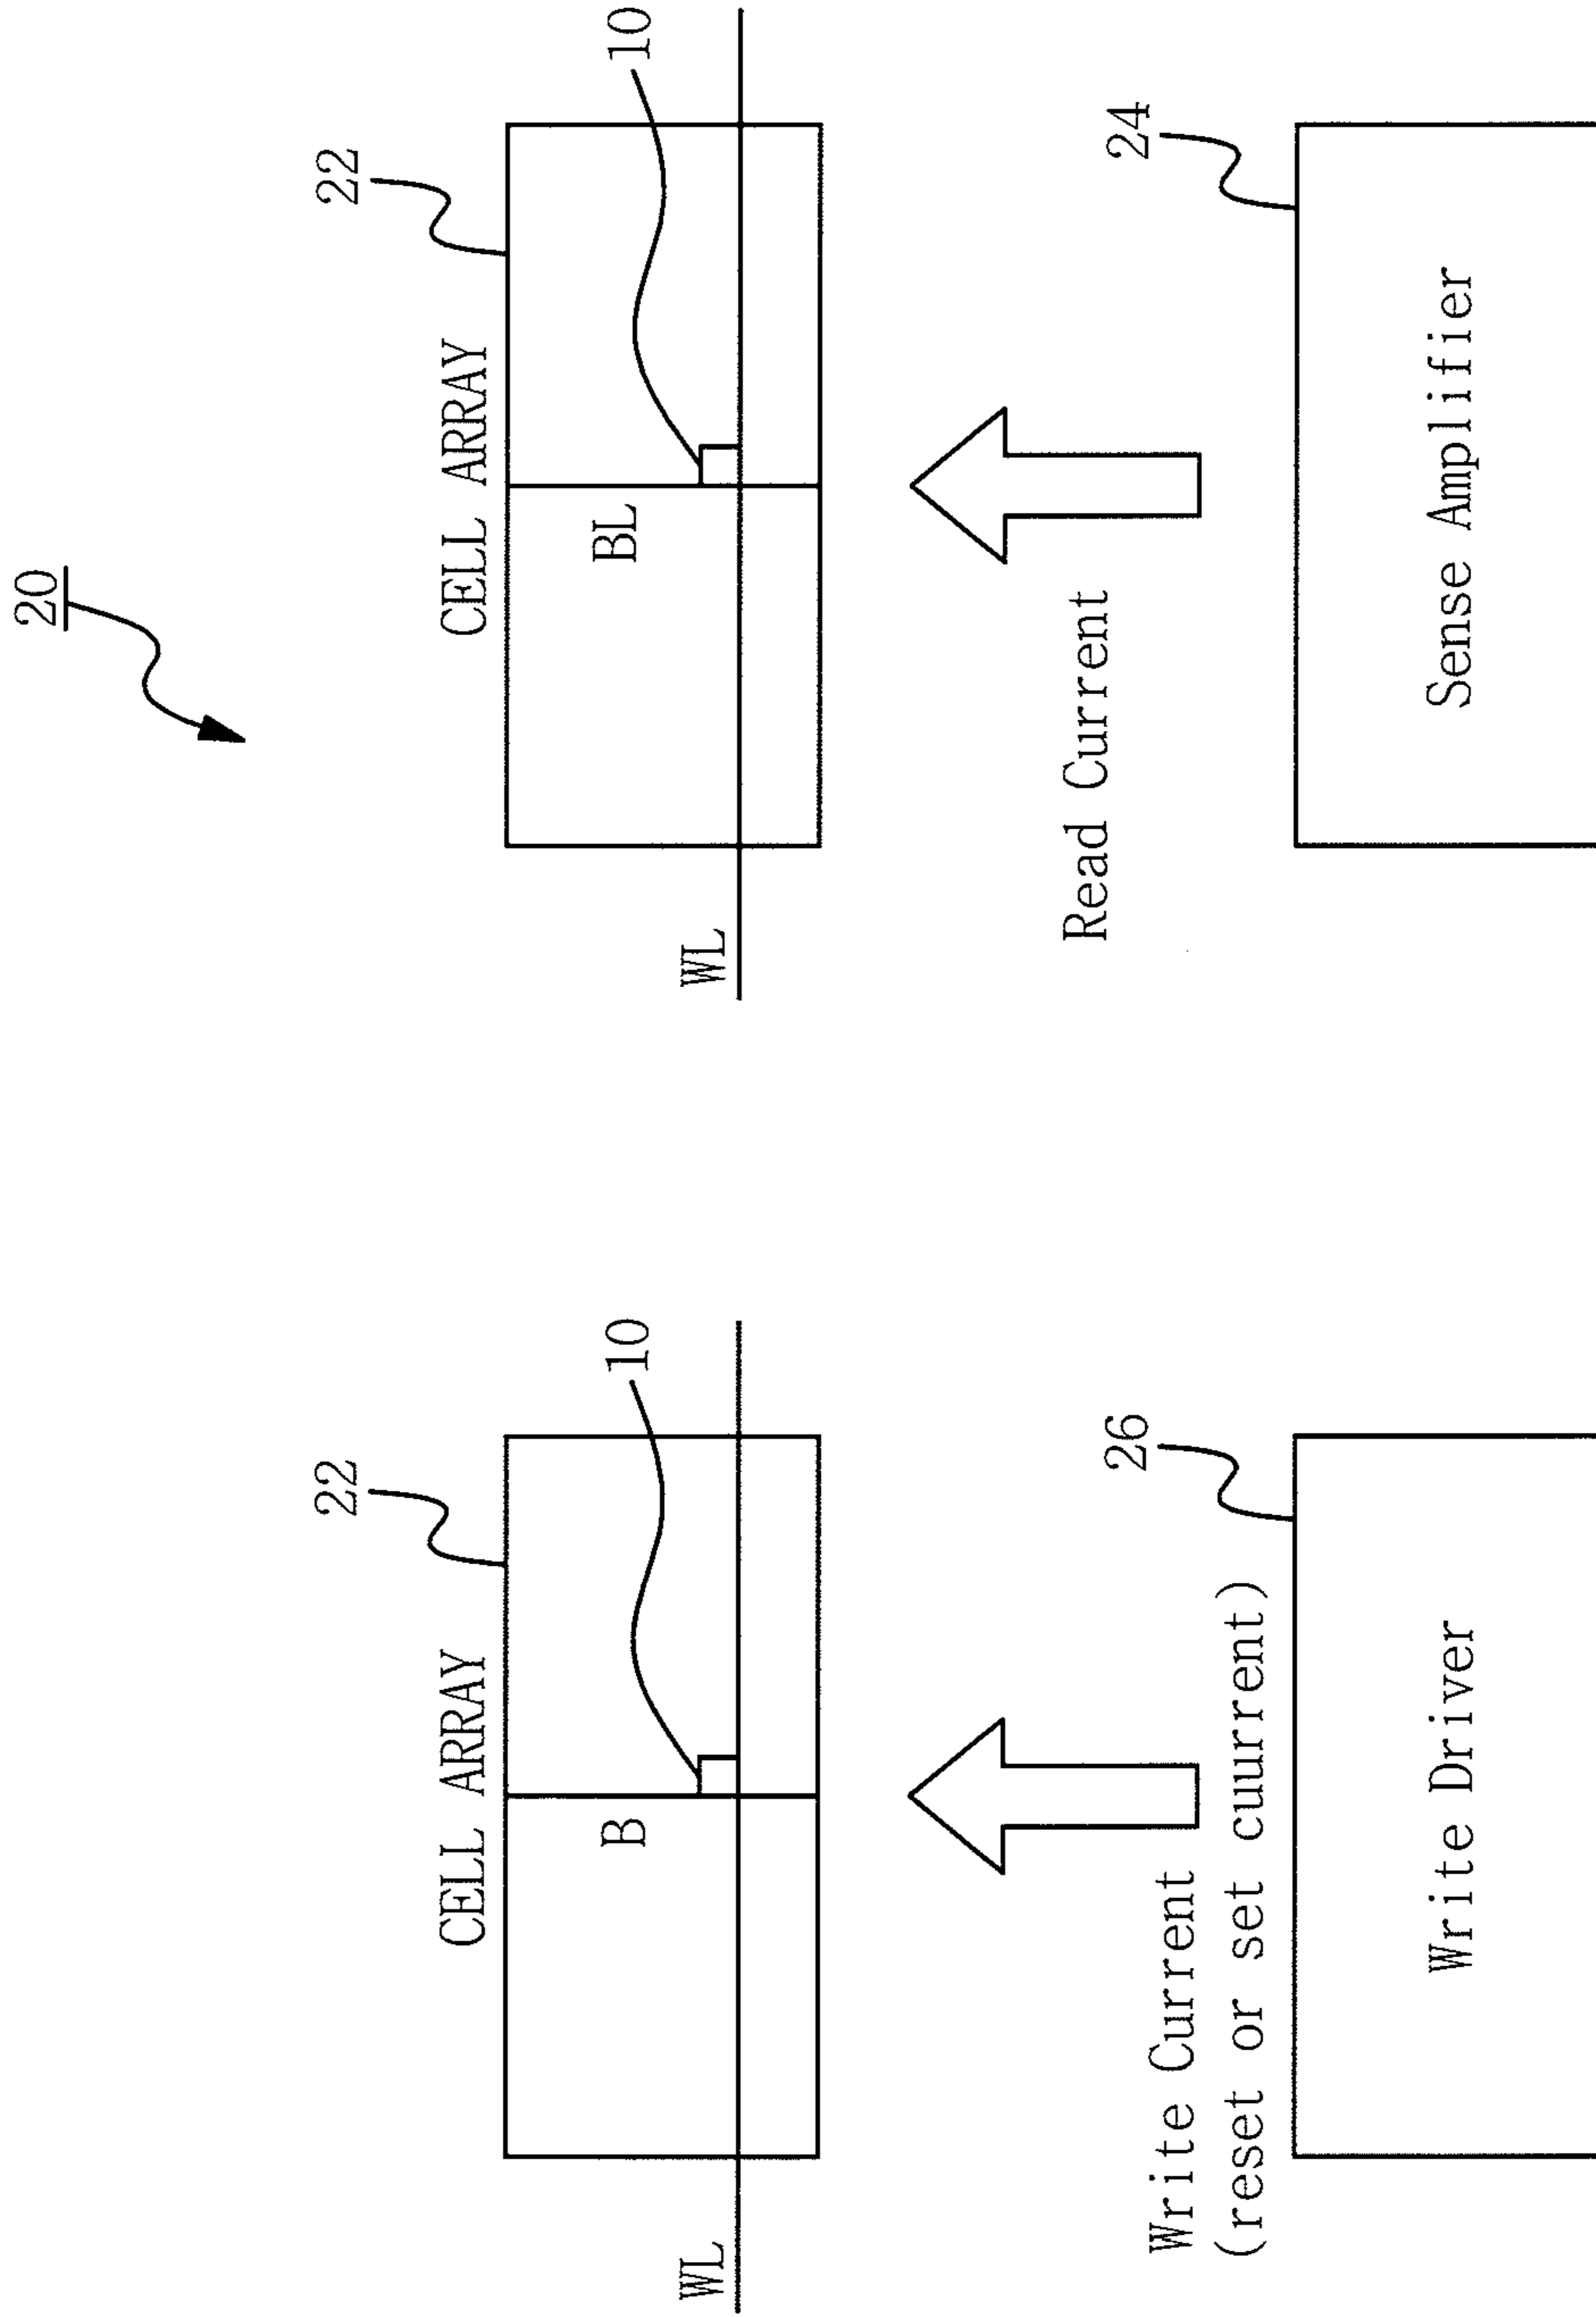 20
CELL ARRAY
22
B
10
WL
Write Current
(reset or set cuurrent)
26
Write Driver
CELL ARRAY
22
BL
10
WL
Read Current
24
Sense Amplifier